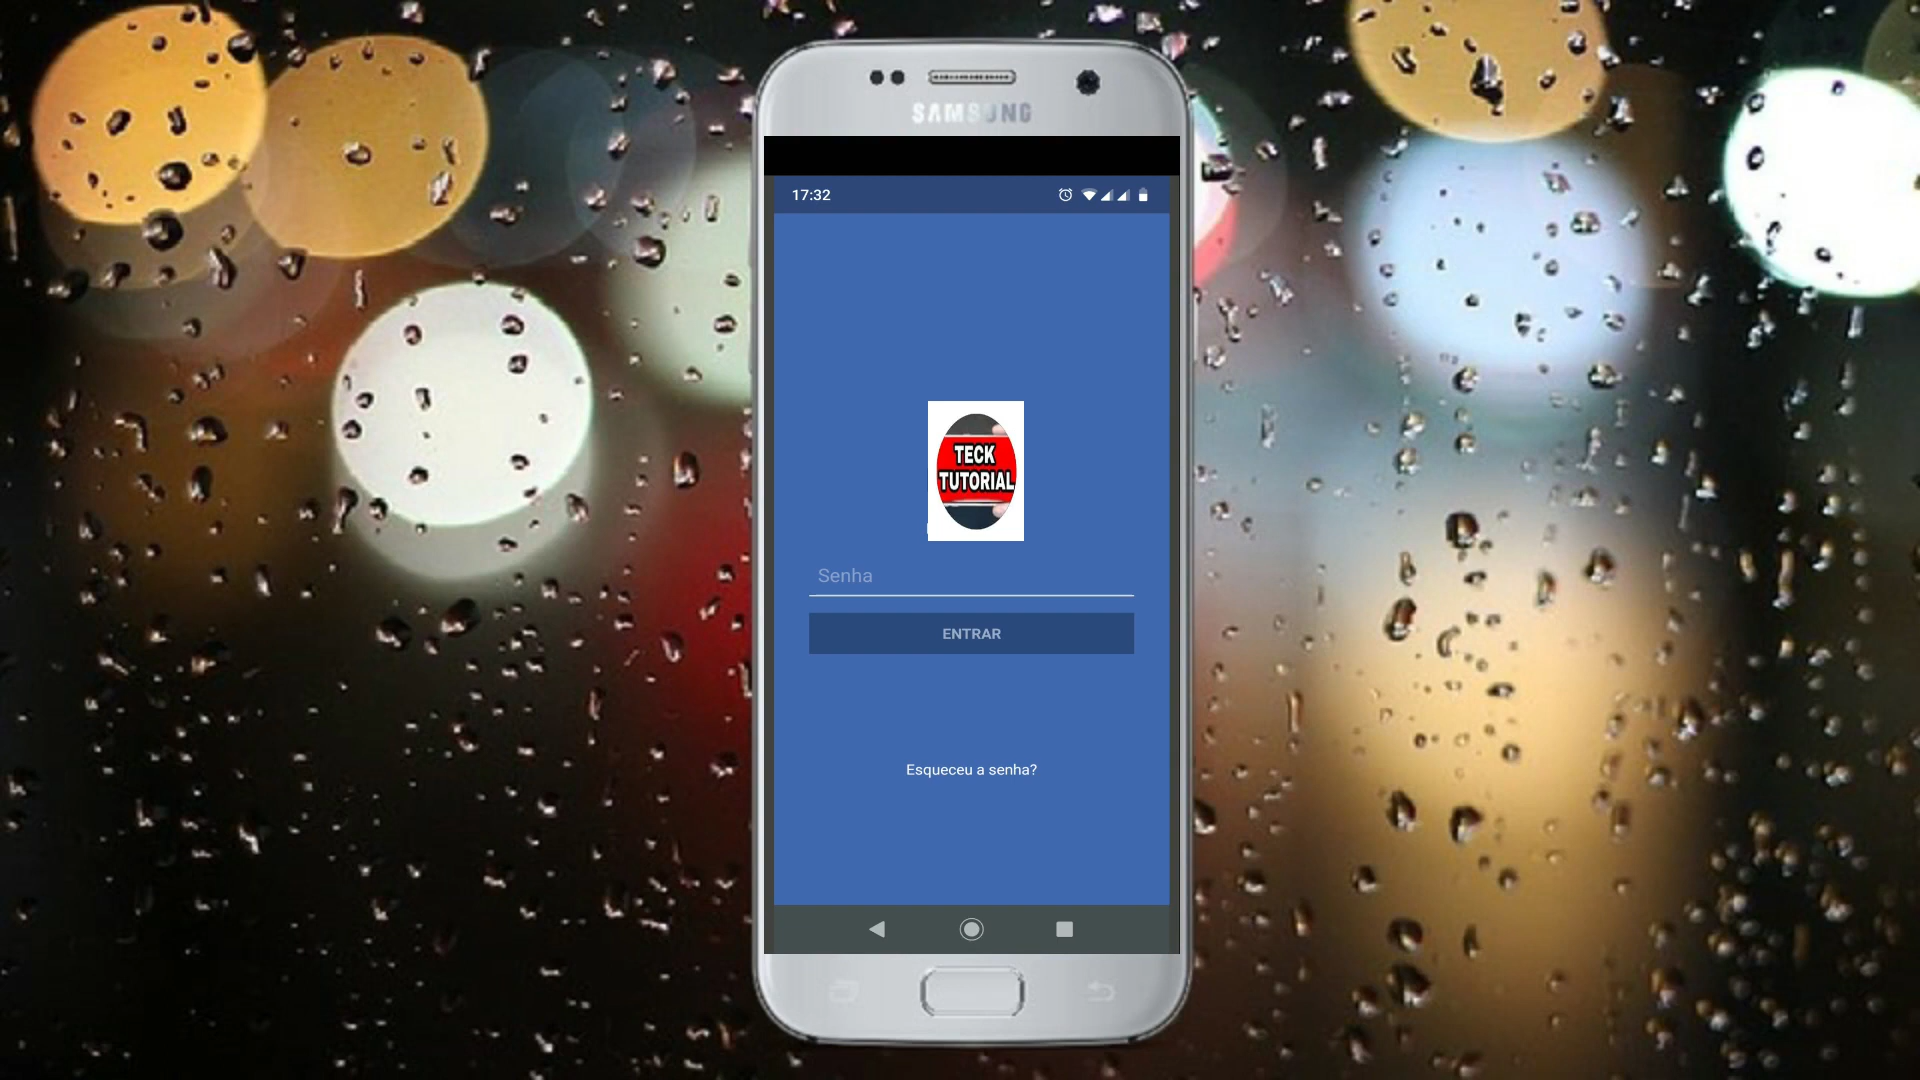 SAMSUNG
17:32
TECK
TUTORIAL
Senha
ENTRAR
Esqueceu a senha?